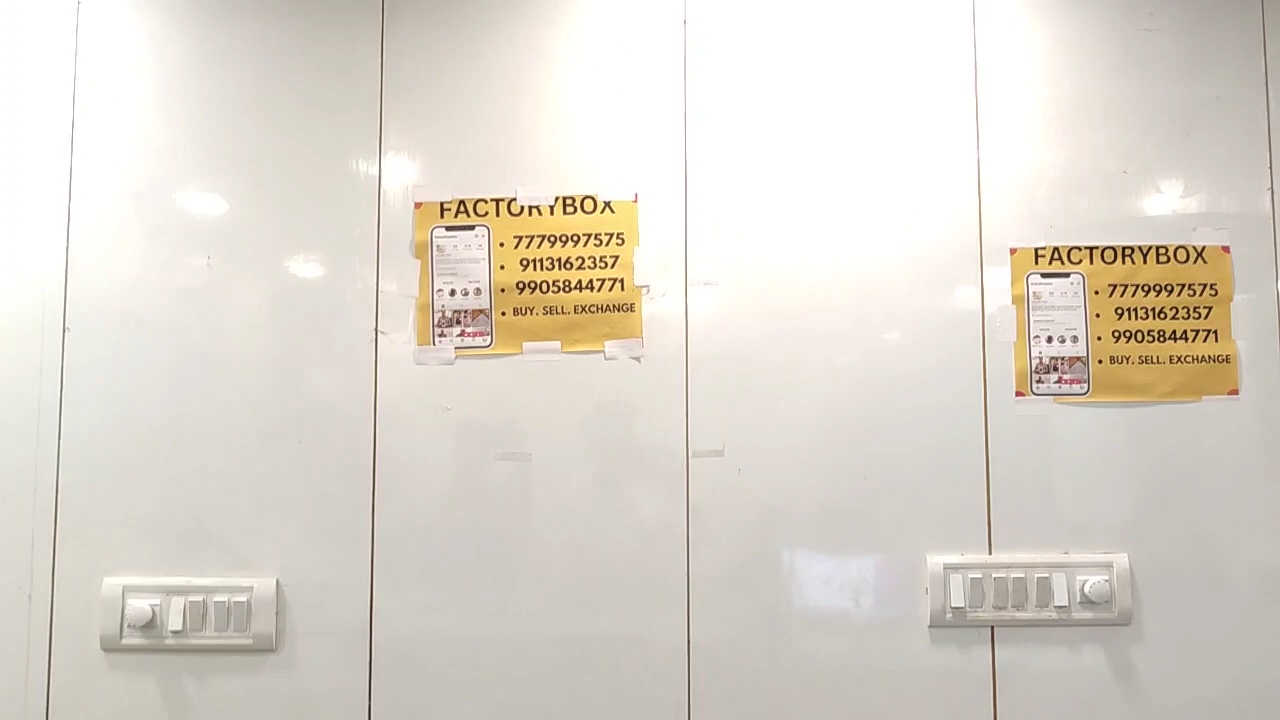 FACTORYBOX
• 7779997575
• 9113162357
• 9905844771
• BUY. SELL. EXCHANGE
FACTORYBOX
• 7779997575
• 9113162357
• 9905844771
• BUY. SELL. EXCHANGE